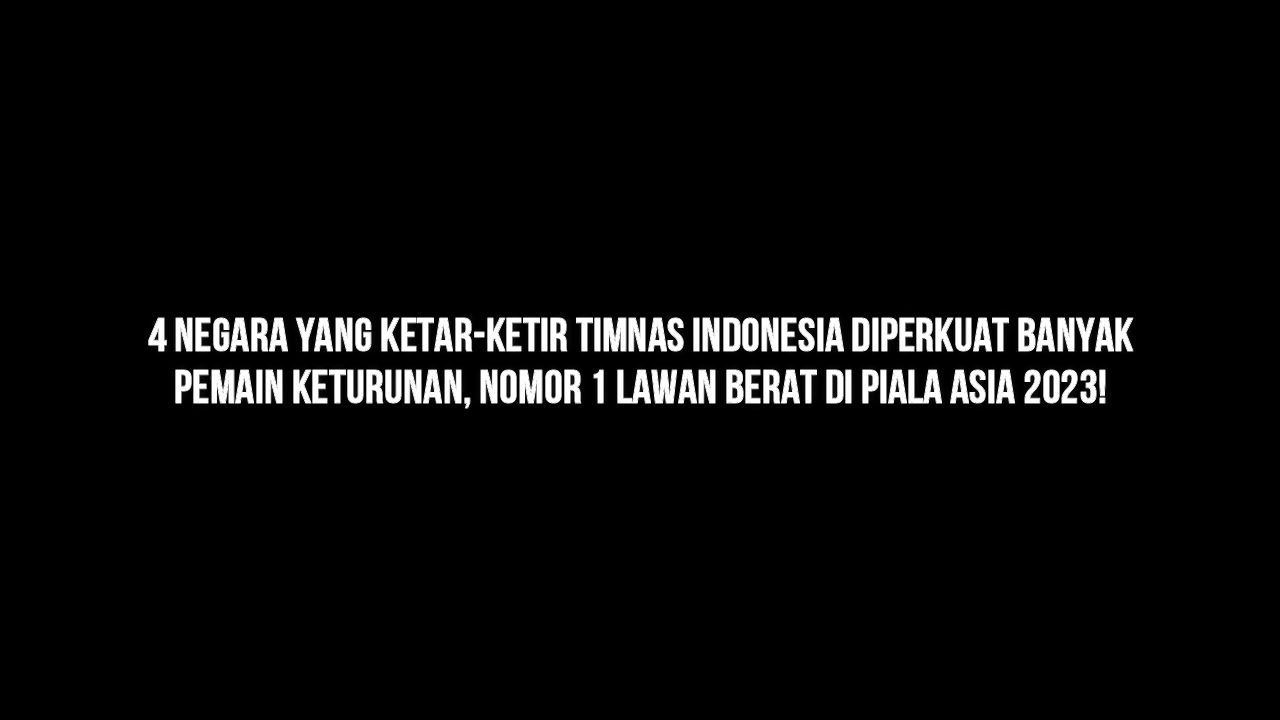 4 NEGARA YANG KETAR-KETIR TIMNAS INDONESIA DIPERKUAT BANYAK
PEMAIN KETURUNAN, NOMOR 1 LAWAN BERAT DI PIALA ASIA 2023!